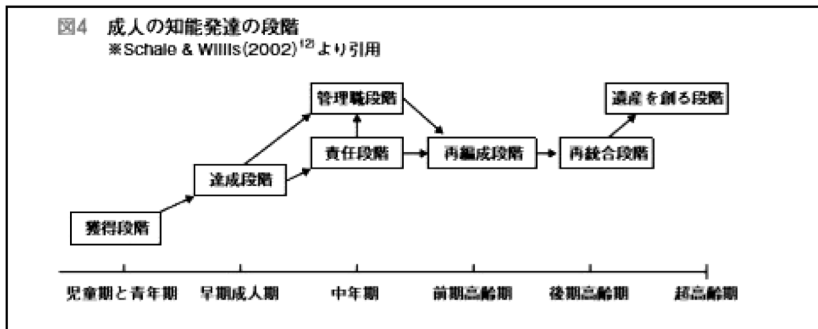 図4 成人の知能発達の段階
※Schaie & Willis(2002)12)より引用
管理職段階
遺産を創る段階
責任段階
再編成段階
再統合段階
達成段階
獲得段階
児童期と青年期 早期成人期 中年期 前期高齢期 後期高齢期 超高齢期